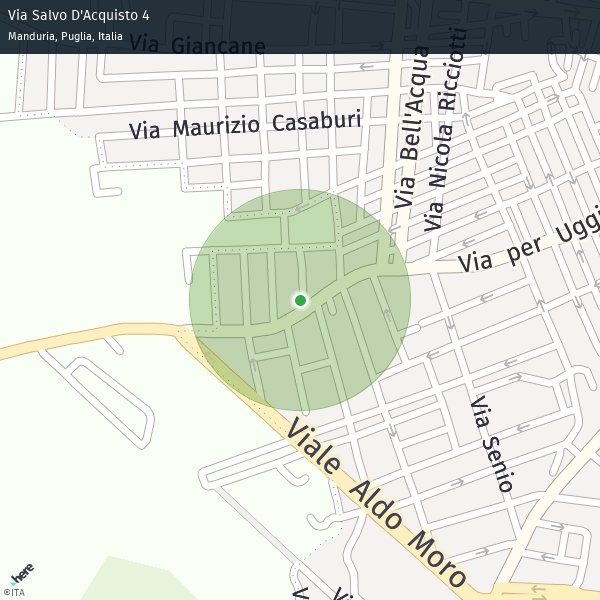 Via Salvo D'Acquisto 4
Manduria, Puglia, Italia
Via Giancane
Via Maurizio Casaburi
Via Bell'Acqua
Via Nicola Ricciotti
Via per Uggi
Via Senio
Viale Aldo Moro
here
©ITA
V
Vi